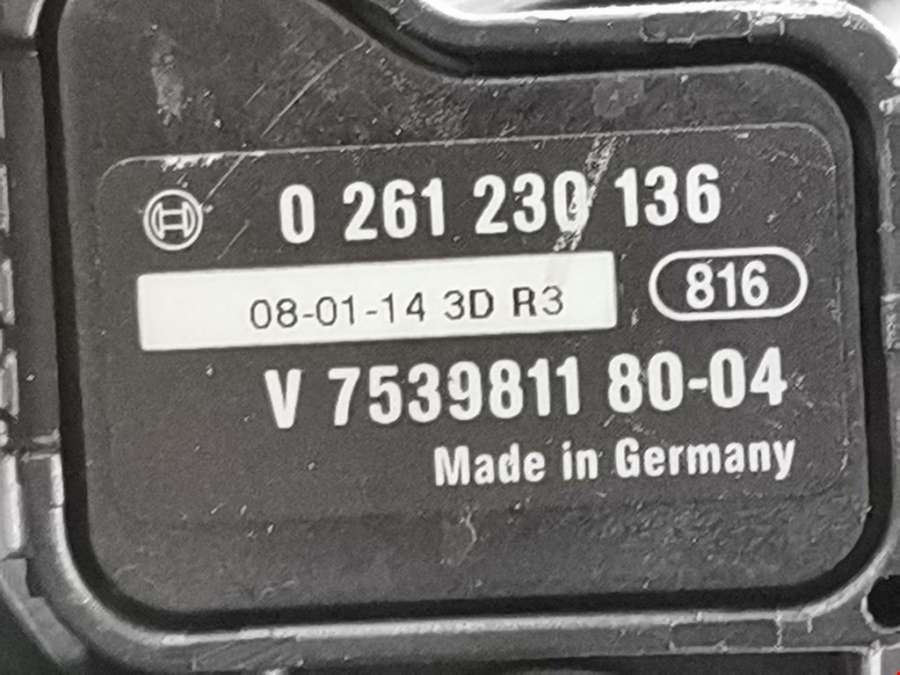 0 261 230 136
08-01-14 3D R3
816
V 7539811 80-04
Made in Germany